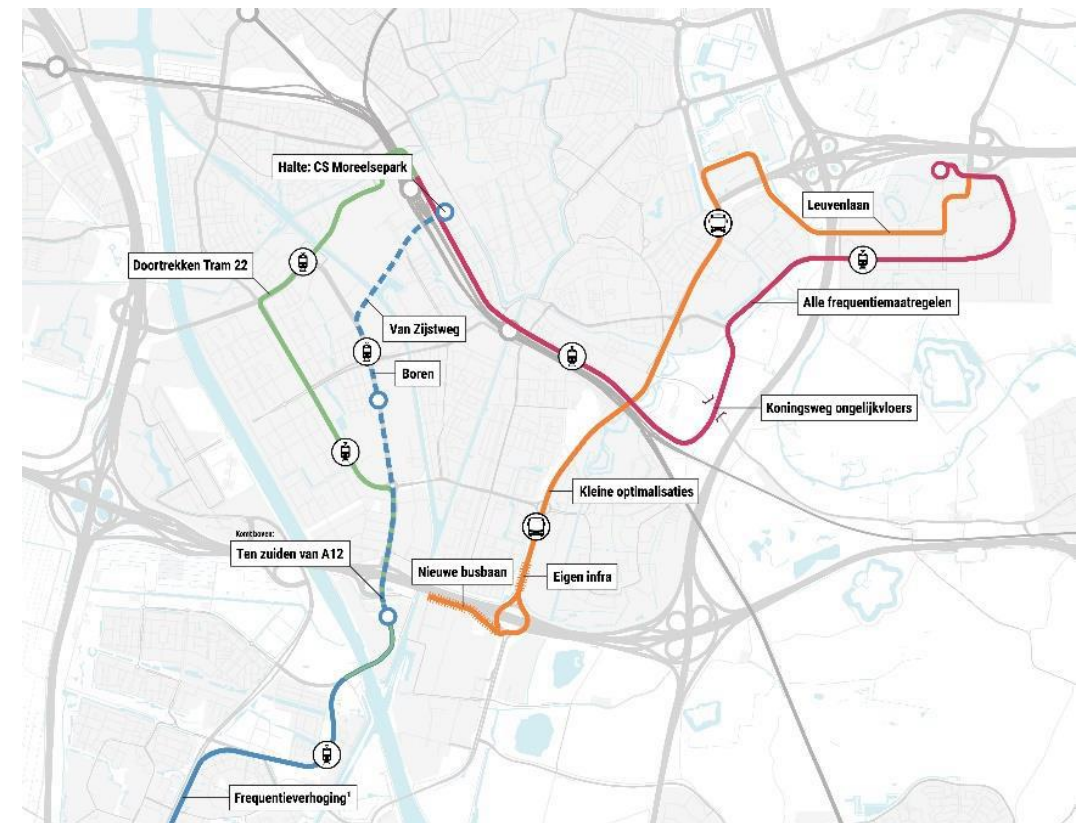 Halte: CS Moreelsepark
Leuvenlaan
Doortrekken Tram 22
Alle frequentiemaatregelen
Van Zijstweg
Boren
Koningsweg ongelijkvloers
Kleine optimalisaties
Ten zuiden van A12
Nieuwe busbaan
Eigen infra
Frequentieverhoging¹